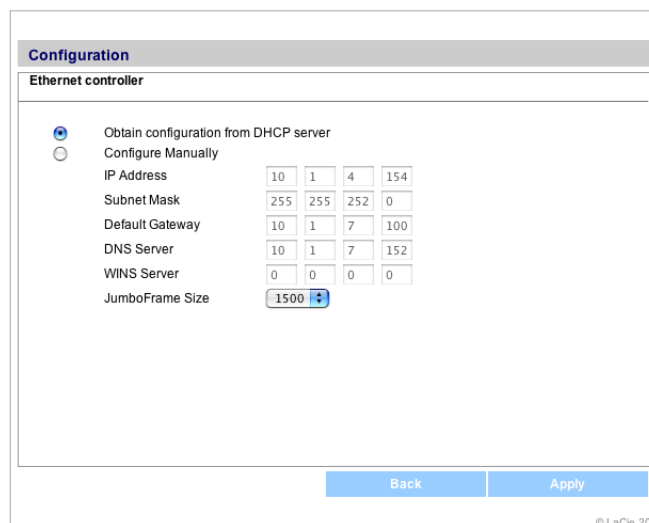 Configuration
Ethernet controller
Obtain configuration from DHCP server
Configure Manually
IP Address 10 1 4 154
Subnet Mask 255 255 252 0
Default Gateway 10 1 7 100
DNS Server 10 1 7 152
WINS Server 0 0 0 0
JumboFrame Size 1500
Back Apply
© LaCie